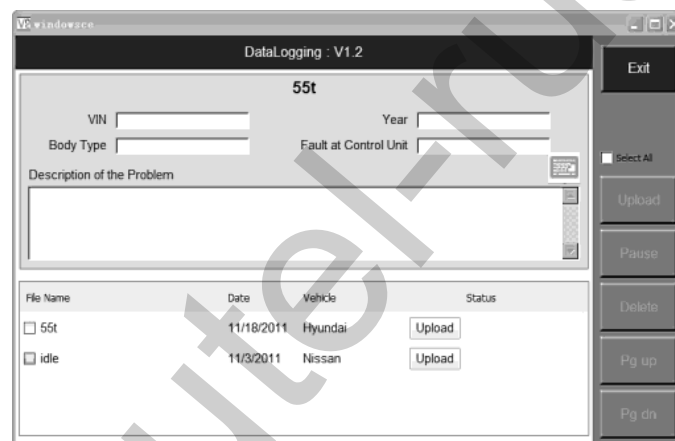 windowsce
DataLogging : V1.2
Exit
55t
VIN
Year
Body Type
Fault at Control Unit
Select All
Description of the Problem
Upload
Pause
File Name Date Vehicle Status
Delete
55t 11/18/2011 Hyundai Upload
idle 11/3/2011 Nissan Upload
Pg up
Pg dn